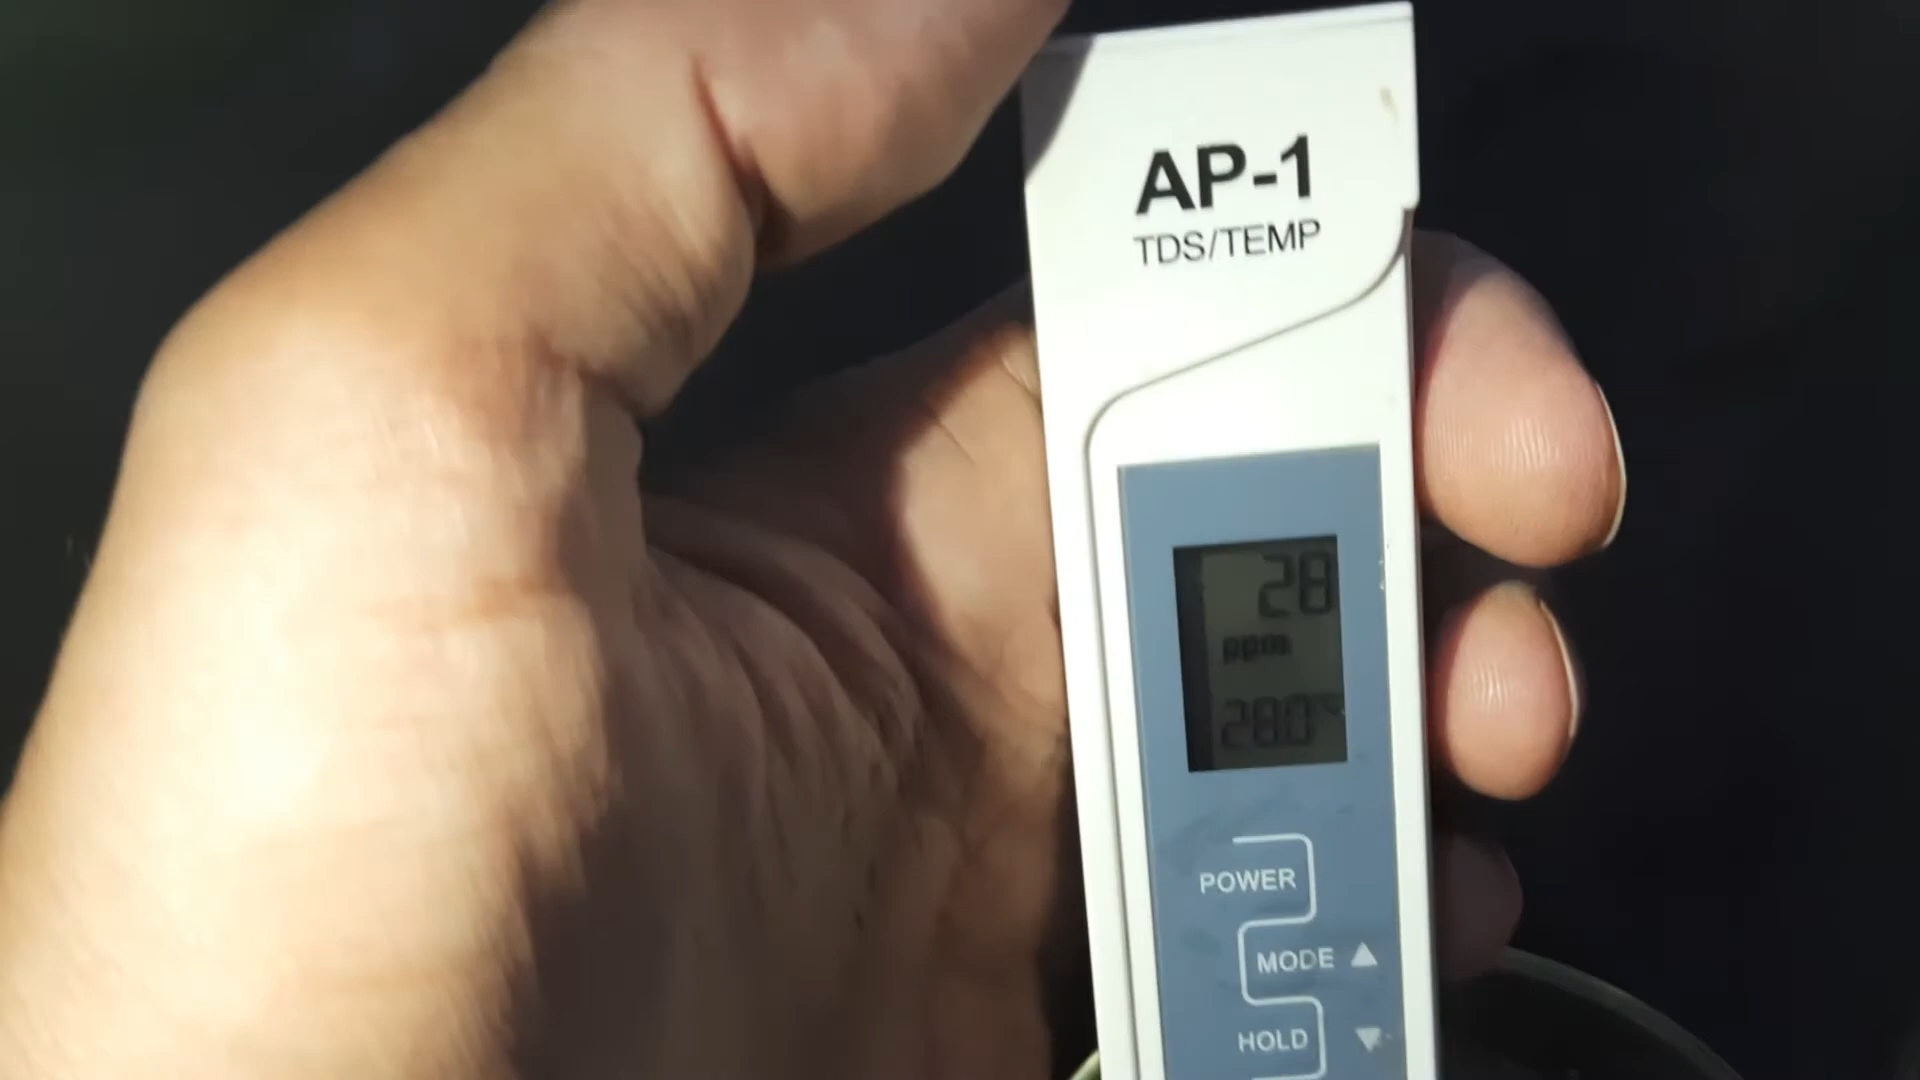 AP-1
TDS/TEMP
28
ppm
28.0°C
POWER
MODE ▲
HOLD ▼